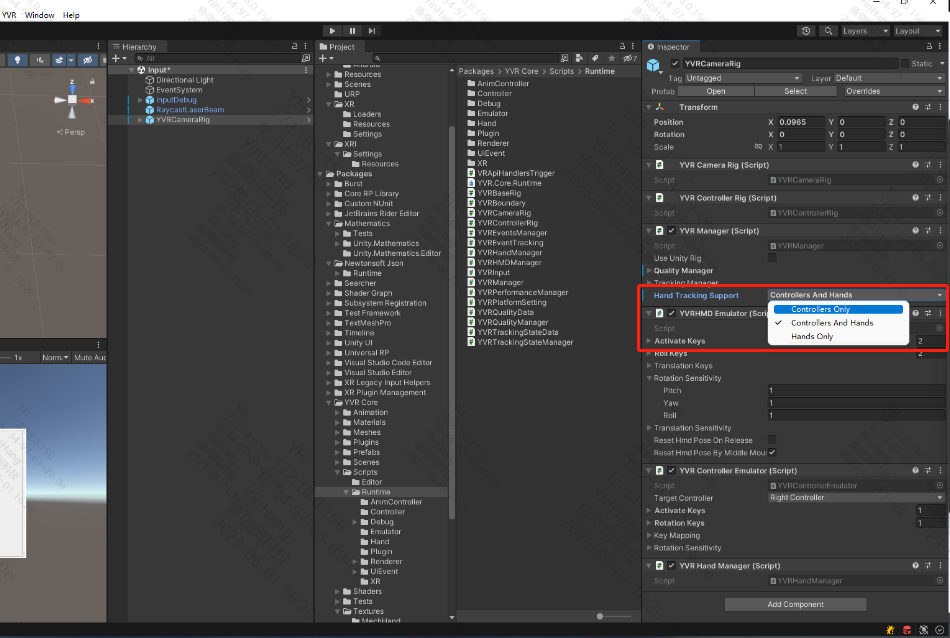 YVR Window Help
Layers Layout
Hierarchy
Project
Inspector
All
7
YVRCameraRig
Static
Tag Untagged Layer Default
Prefab Open Select Overrides
Input*
Directional Light
InputDebug
RaycastLaserBeam
YVRCameraRig
Persp
z
x
1x
Norm
Mute Aud
Resources
Scenes
URP
XR
Loaders
Resources
Settings
XRI
Settings
Resources
Packages
Burst
Core RP Library
Custom NUnit
JetBrains Rider Editor
Mathematics
Tests
Unity.Mathematics
Unity.Mathematics.Editor
Newtonsoft Json
Runtime
Searcher
Shader Graph
Subsystem Registration
Test Framework
TextMeshPro
Timeline
Unity UI
Universal RP
Visual Studio Code Editor
Visual Studio Editor
XR Legacy Input Helpers
XR Plugin Management
YVR Core
Animation
Materials
Meshes
Plugins
Prefabs
Scenes
Scripts
Editor
Runtime
AnimController
Controller
Debug
Emulator
Hand
Plugin
Renderer
UIEvent
XR
Shaders
Tests
Textures
MechHand
Packages > YVR Core > Scripts > Runtime
AnimController
Controller
Debug
Emulator
Hand
Plugin
Renderer
UIEvent
XR
VRApiHandlersTrigger
YVR.Core.Runtime
YVRBaseRig
YVRBoundary
YVRCameraRig
YVRControllerRig
YVREventsManager
YVREventTracking
YVRHandManager
YVRHMDManager
YVRInput
YVRManager
YVRPerformanceManager
YVRPlatformSetting
YVRQualityData
YVRQualityManager
YVRTrackingStateData
YVRTrackingStateManager
Transform
Position X 0.0965 Y 0 Z 0
Rotation X 0 Y 0 Z 0
Scale X 1 Y 1 Z 1
YVR Camera Rig (Script)
Script YVRCameraRig
YVR Controller Rig (Script)
Script YVRControllerRig
YVR Manager (Script)
Script YVRManager
Use Unity Rig
Quality Manager
Tracking Manager
Hand Tracking Support Controllers And Hands
Controllers Only
Controllers And Hands
Hands Only
YVRHMD Emulator (Scri
Script
Activate Keys 2
Roll Keys 2
Translation Keys
Rotation Sensitivity
Pitch 1
Yaw 1
Roll 1
Translation Sensitivity
Reset Hmd Pose On Release
Reset Hmd Pose By Middle Mou
YVR Controller Emulator (Script)
Script YVRControllerEmulator
Target Controller Right Controller
Activate Keys 1
Rotation Keys 1
Key Mapping
Rotation Sensitivity
YVR Hand Manager (Script)
Script YVRHandManager
Add Component